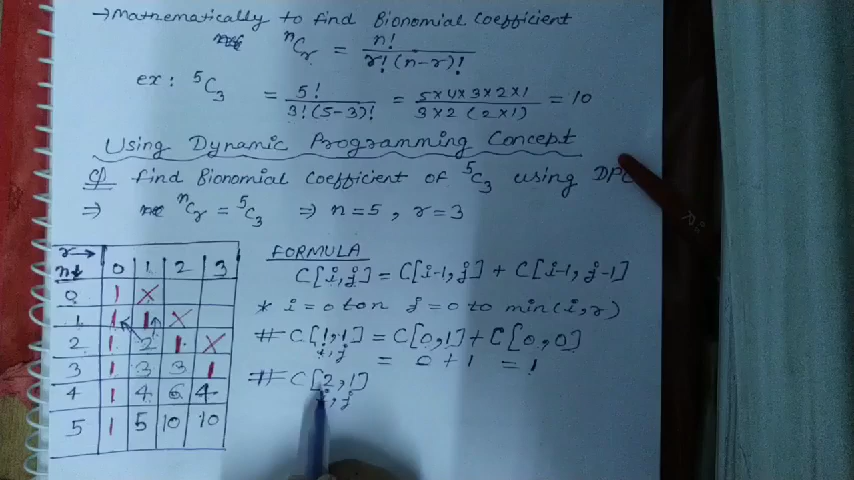 → Mathematically to find Bionomial Coefficient
nCr = n! / r!(n-r)!
ex: 5C3 = 5! / 3!(5-3)! = 5×4×3×2×1 / 3×2(2×1) = 10
Using Dynamic Programming Concept
Q) find Bionomial Coefficient of 5C3 using DPC
⇒ nCr = 5C3 ⇒ n=5, r=3
r→ 0 1 2 3
n↓
0 1 X
1 1 1 X
2 1 2 1 X
3 1 3 3 1
4 1 4 6 4
5 1 5 10 10
FORMULA
C[i,j] = C[i-1,j] + C[i-1,j-1]
* i=0 to n j=0 to min(i,r)
# C[1,1] = C[0,1] + C[0,0]
i,j = 0+1 = 1
# C[2,1]
i,j